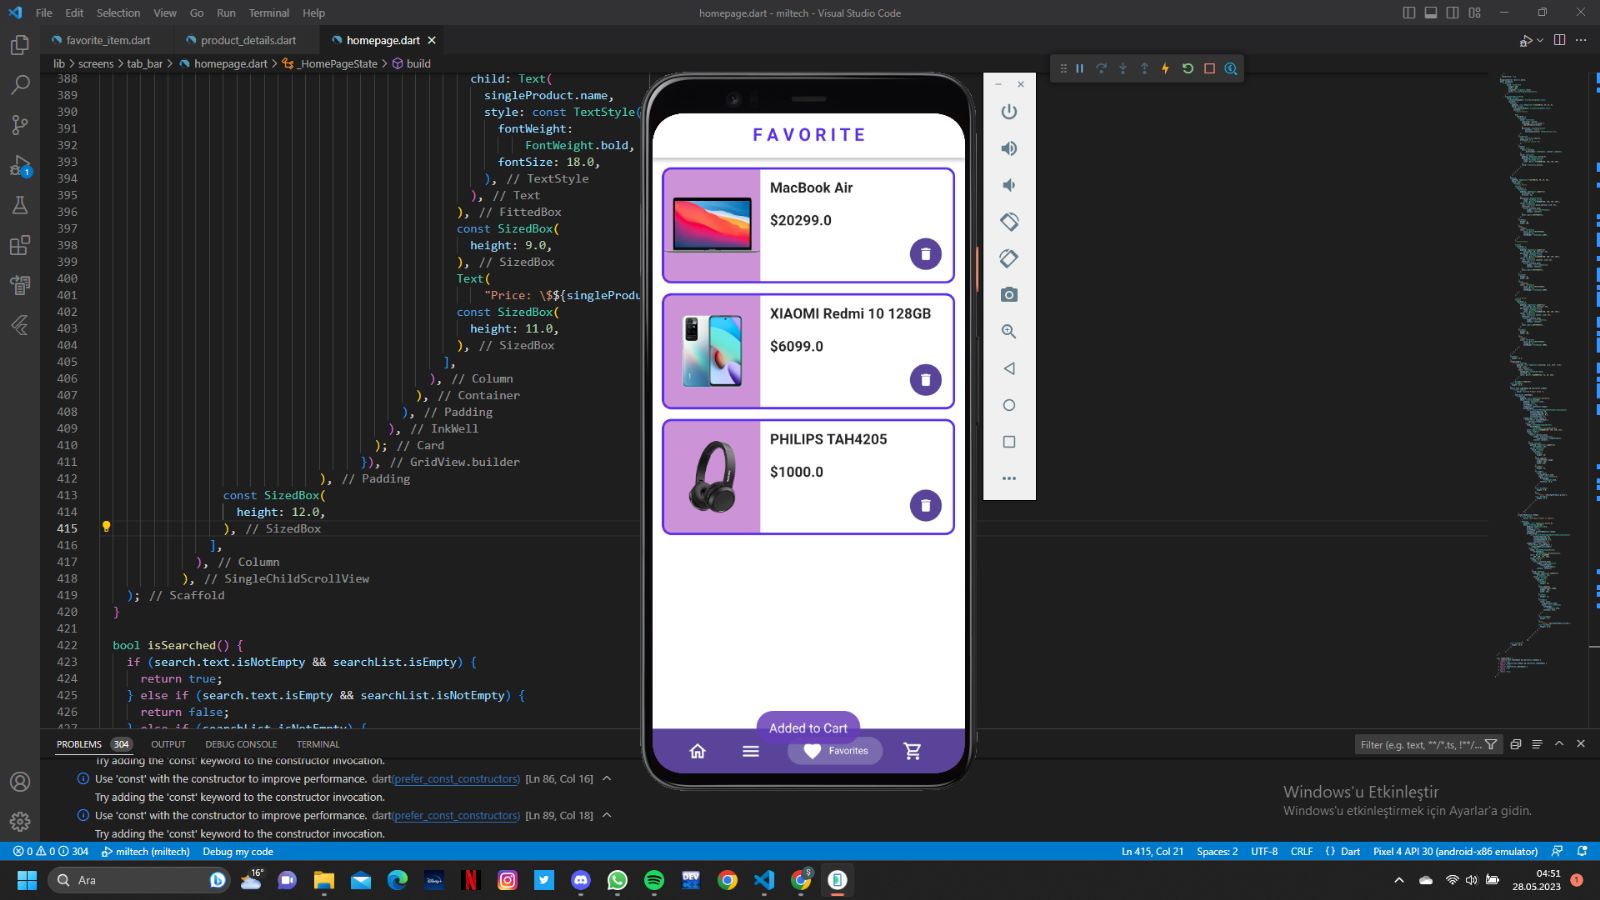 File Edit Selection View Go Run Terminal Help
homepage.dart - miltech - Visual Studio Code
favorite_item.dart
product_details.dart
homepage.dart
lib > screens > tab_bar > homepage.dart > _HomePageState > build
388 child: Text(
389 singleProduct.name,
390 style: const TextStyle(
391 fontWeight:
392 FontWeight.bold,
393 fontSize: 18.0,
394 ), // TextStyle
395 ), // Text
396 ), // FittedBox
397 const SizedBox(
398 height: 9.0,
399 ), // SizedBox
400 Text(
401 "Price: \$${singleProdu
402 const SizedBox(
403 height: 11.0,
404 ), // SizedBox
405 ],
406 ), // Column
407 ), // Container
408 ), // Padding
409 ), // InkWell
410 ); // Card
411 }), // GridView.builder
412 ), // Padding
413 const SizedBox(
414 height: 12.0,
415 ), // SizedBox
416 ],
417 ), // Column
418 ), // SingleChildScrollView
419 ); // Scaffold
420 }
421
422 bool isSearched() {
423 if (search.text.isNotEmpty && searchList.isEmpty) {
424 return true;
425 } else if (search.text.isEmpty && searchList.isNotEmpty) {
426 return false;
427 } else if (searchList.isNotEmpty) {
FAVORITE
MacBook Air
$20299.0
XIAOMI Redmi 10 128GB
$6099.0
PHILIPS TAH4205
$1000.0
Added to Cart
Favorites
PROBLEMS 304 OUTPUT DEBUG CONSOLE TERMINAL
Filter (e.g. text, **/*.ts, !**/...
Try adding the 'const' keyword to the constructor invocation.
Use 'const' with the constructor to improve performance. dart(prefer_const_constructors) [Ln 86, Col 16]
Try adding the 'const' keyword to the constructor invocation.
Use 'const' with the constructor to improve performance. dart(prefer_const_constructors) [Ln 89, Col 18]
Try adding the 'const' keyword to the constructor invocation.
Windows'u Etkinleştir
Windows'u etkinleştirmek için Ayarlar'a gidin.
0 0 304 miltech (miltech) Debug my code
Ln 415, Col 21 Spaces: 2 UTF-8 CRLF {} Dart Pixel 4 API 30 (android-x86 emulator)
Ara
16°
04:51
28.05.2023
1